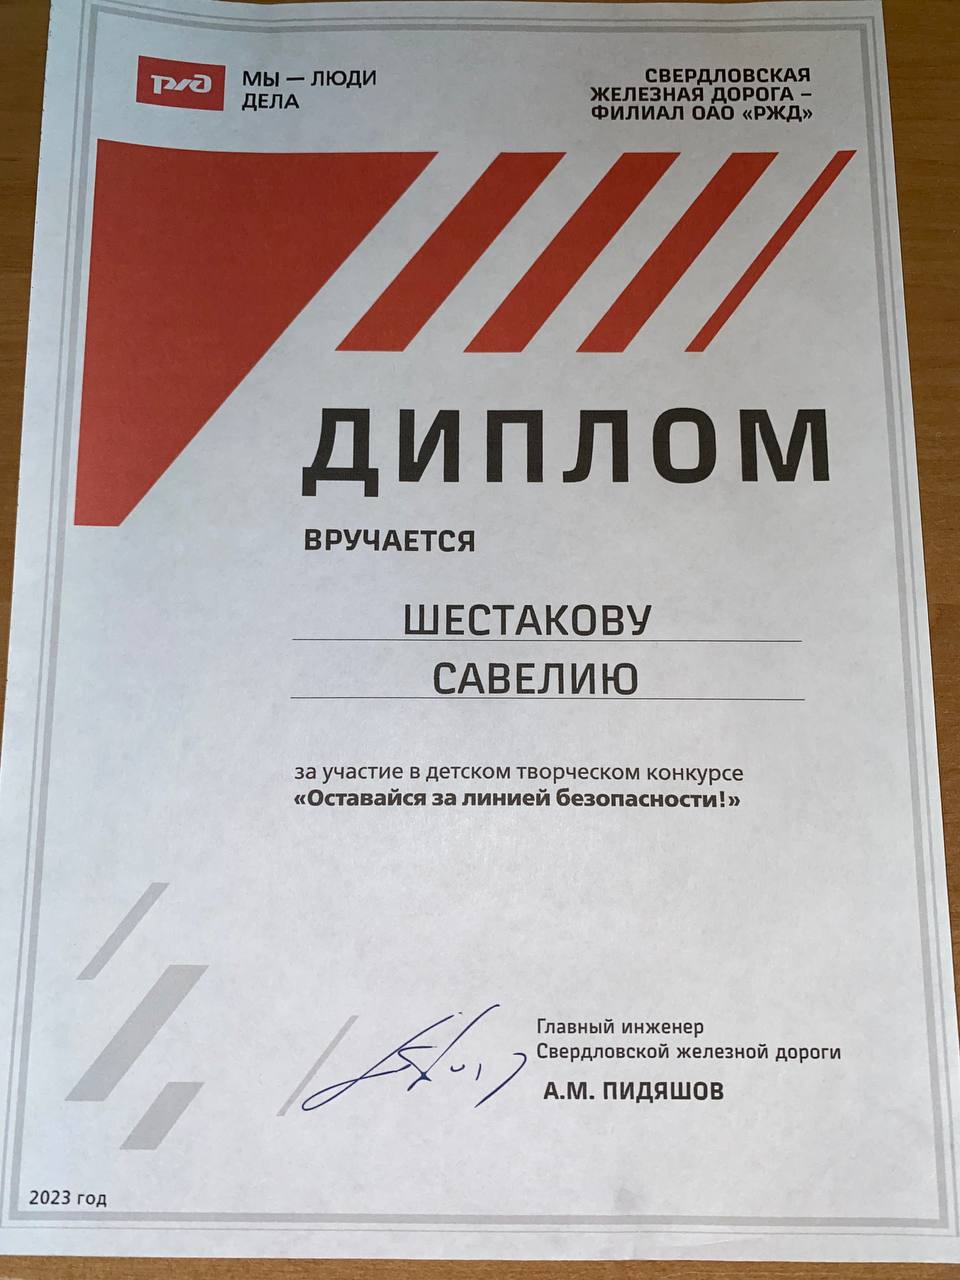 РЖД
МЫ — ЛЮДИ
ДЕЛА
СВЕРДЛОВСКАЯ
ЖЕЛЕЗНАЯ ДОРОГА –
ФИЛИАЛ ОАО «РЖД»
ДИПЛОМ
ВРУЧАЕТСЯ
ШЕСТАКОВУ
САВЕЛИЮ
за участие в детском творческом конкурсе
«Оставайся за линией безопасности!»
Главный инженер
Свердловской железной дороги
А.М. ПИДЯШОВ
2023 год